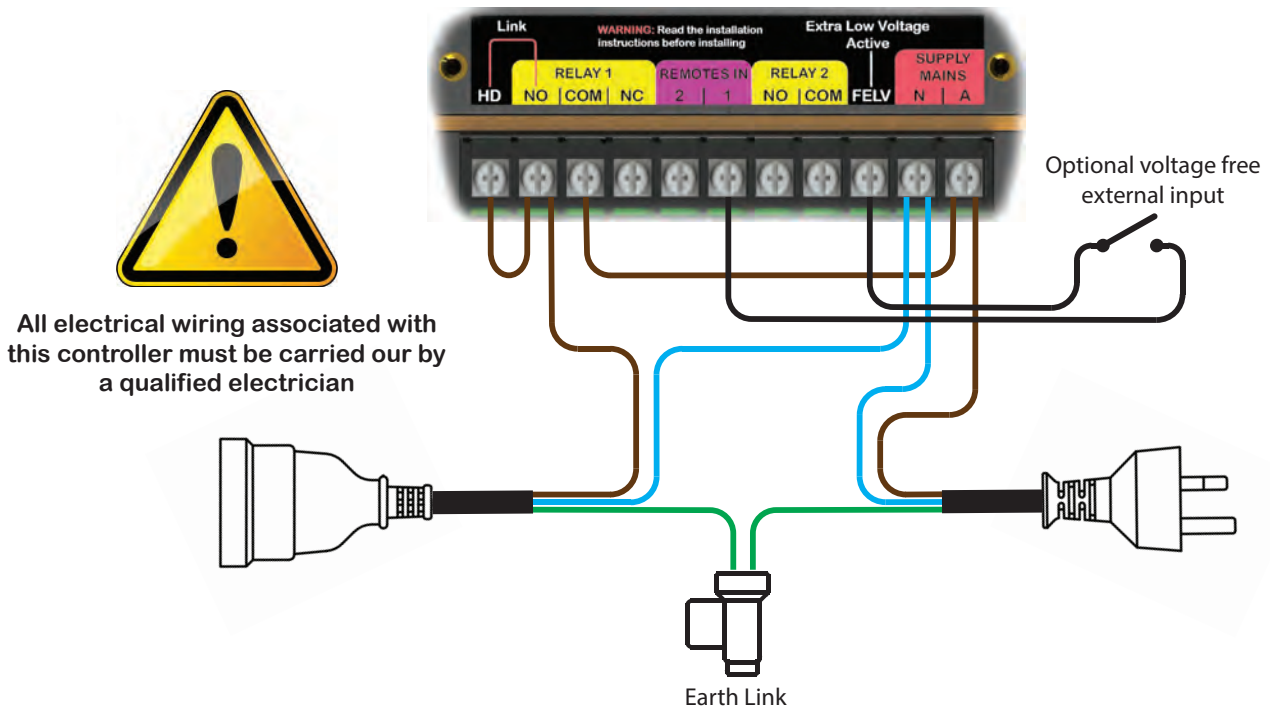 Link
WARNING: Read the installation
instructions before installing
Extra Low Voltage
Active
SUPPLY
MAINS
RELAY 1
REMOTES IN
RELAY 2
HD NO | COM | NC 2 | 1 NO | COM FELV N | A
Optional voltage free
external input
All electrical wiring associated with
this controller must be carried our by
a qualified electrician
Earth Link